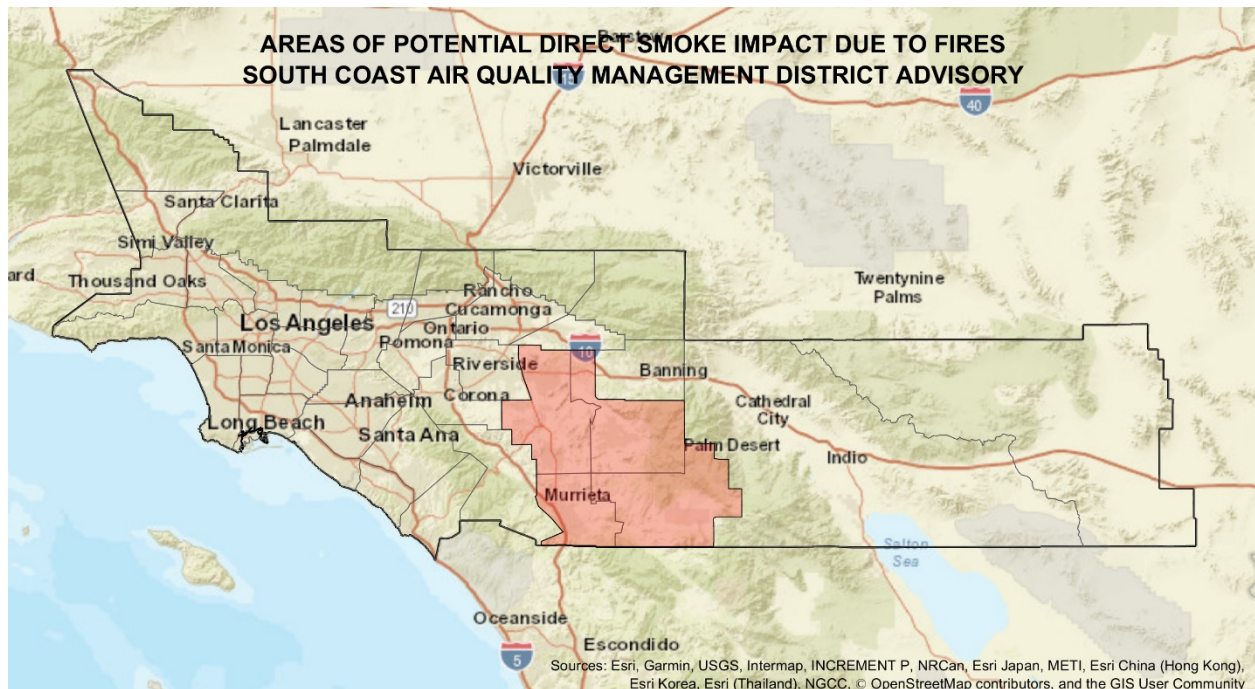 AREAS OF POTENTIAL DIRECT SMOKE IMPACT DUE TO FIRES
SOUTH COAST AIR QUALITY MANAGEMENT DISTRICT ADVISORY
Barstow
15
40
Lancaster
Palmdale
Victorville
Santa Clarita
Simi Valley
ard
Thousand Oaks
Twentynine
Palms
Rancho
Cucamonga
210
Los Angeles
Ontario
Pomona
Santa Monica
10
Riverside
Banning
Corona
Anaheim
Cathedral
City
Long Beach
Santa Ana
Palm Desert
Indio
Murrieta
Salton
Sea
Oceanside
Escondido
5
Sources: Esri, Garmin, USGS, Intermap, INCREMENT P, NRCan, Esri Japan, METI, Esri China (Hong Kong),
Esri Korea, Esri (Thailand), NGCC, © OpenStreetMap contributors, and the GIS User Community